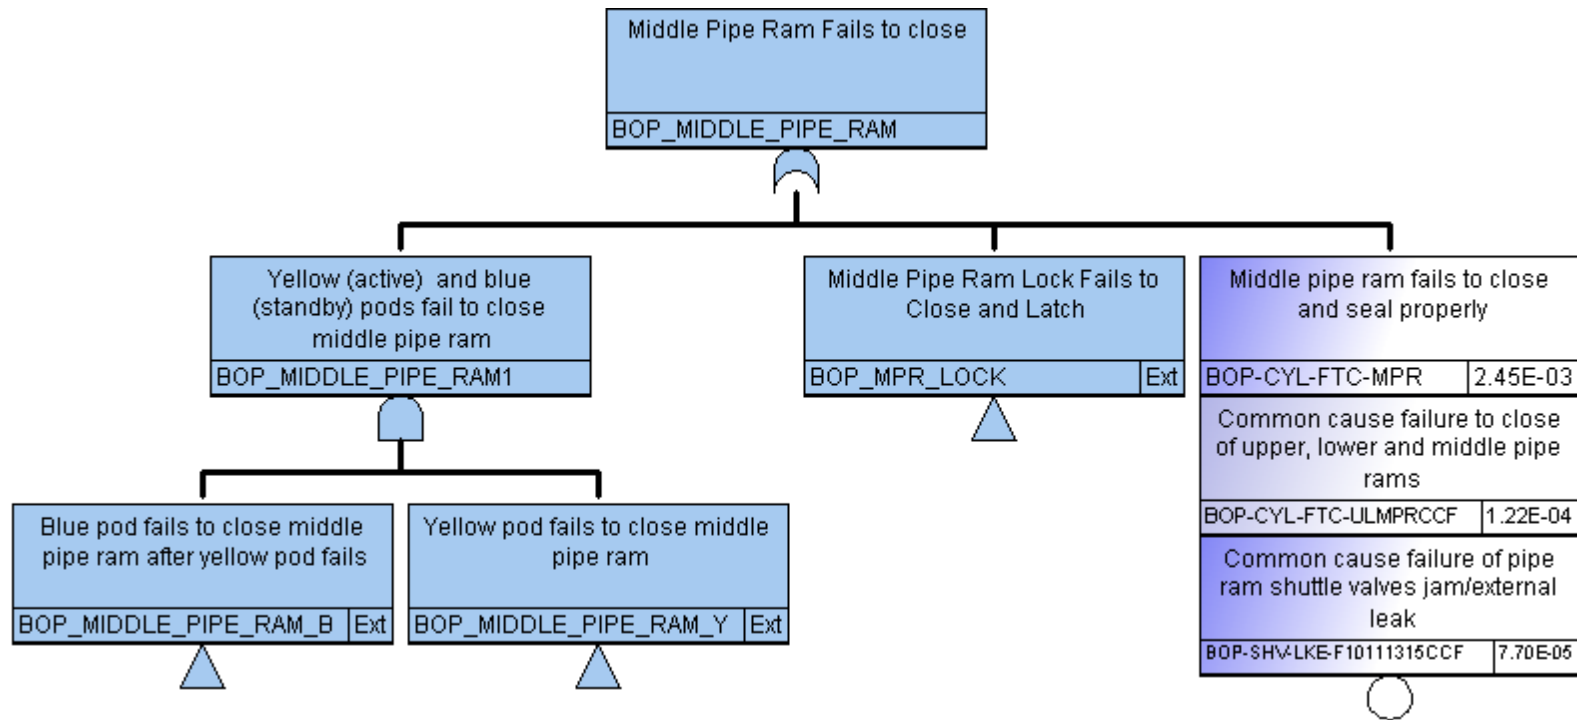 Middle Pipe Ram Fails to close
BOP_MIDDLE_PIPE_RAM
Yellow (active) and blue
(standby) pods fail to close
middle pipe ram
BOP_MIDDLE_PIPE_RAM1
Middle Pipe Ram Lock Fails to
Close and Latch
BOP_MPR_LOCK Ext
Middle pipe ram fails to close
and seal properly
BOP-CYL-FTC-MPR 2.45E-03
Common cause failure to close
of upper, lower and middle pipe
rams
BOP-CYL-FTC-ULMPRCCF 1.22E-04
Common cause failure of pipe
ram shuttle valves jam/external
leak
BOP-SHV-LKE-F10111315CCF 7.70E-05
Blue pod fails to close middle
pipe ram after yellow pod fails
BOP_MIDDLE_PIPE_RAM_B Ext
Yellow pod fails to close middle
pipe ram
BOP_MIDDLE_PIPE_RAM_Y Ext